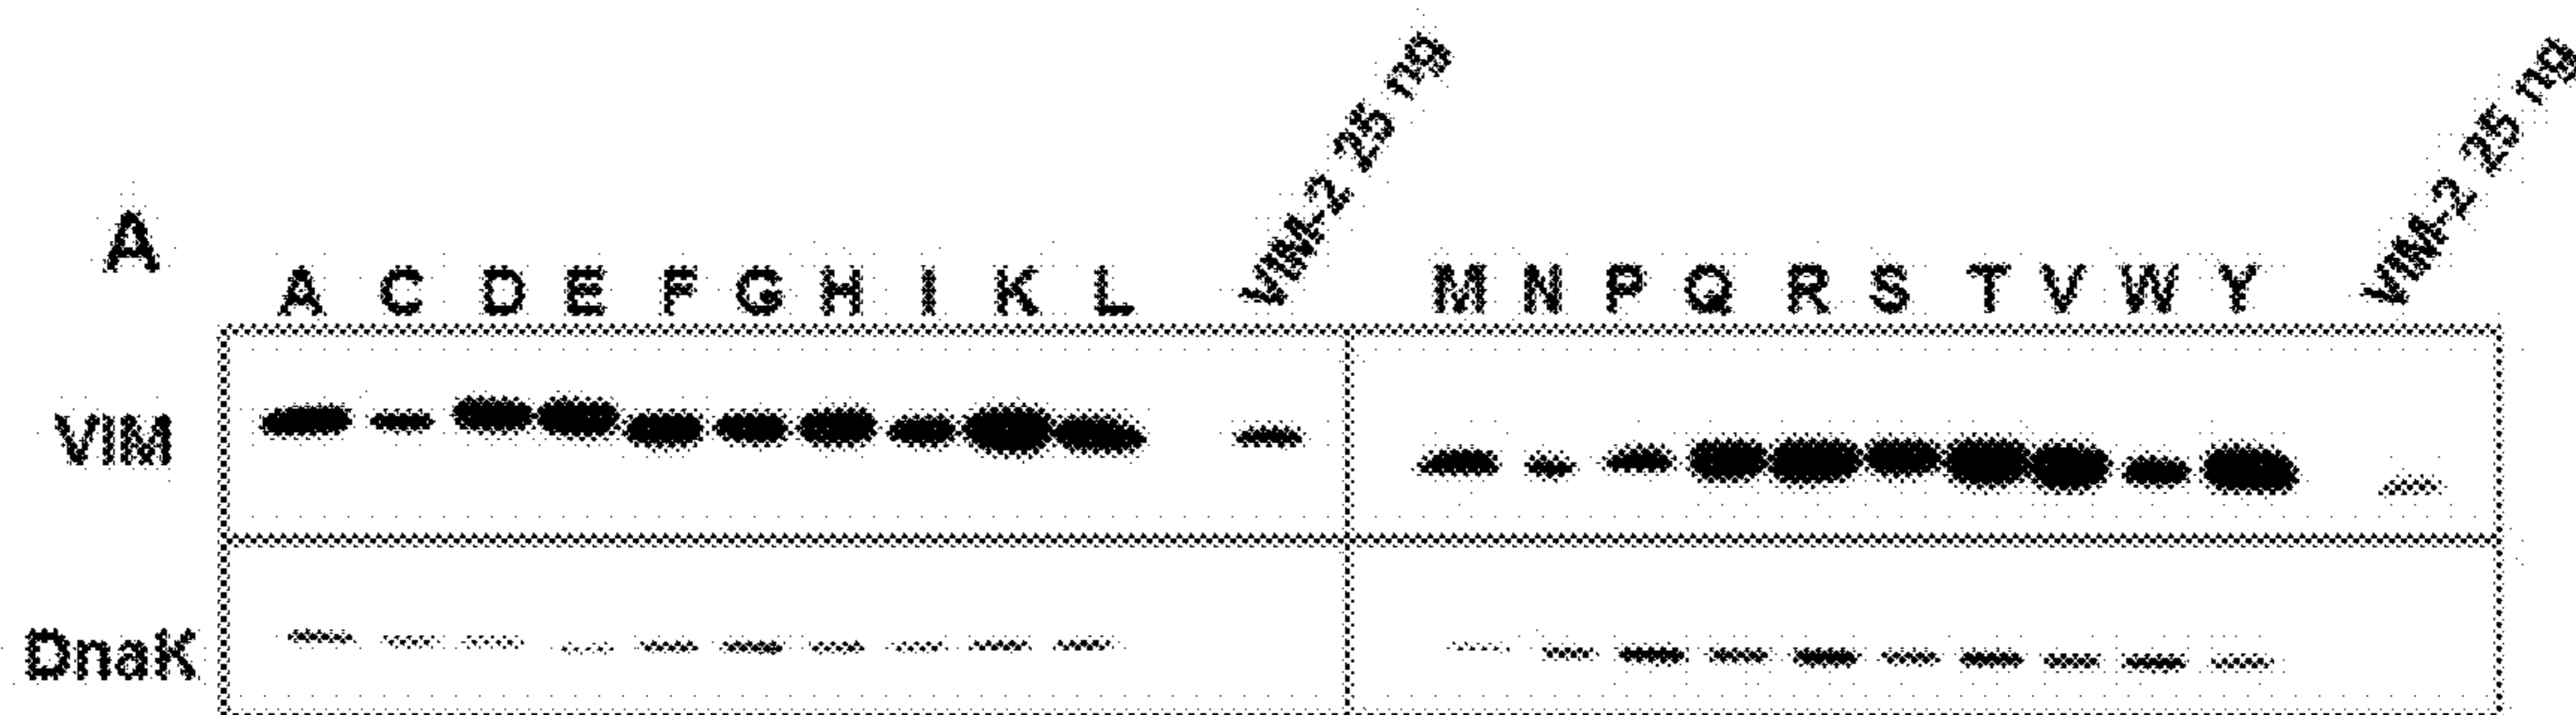 A
A C D E F G H I K L VIM-2 25 ng M N P Q R S T V W Y VIM-2 25 ng
VIM
DnaK